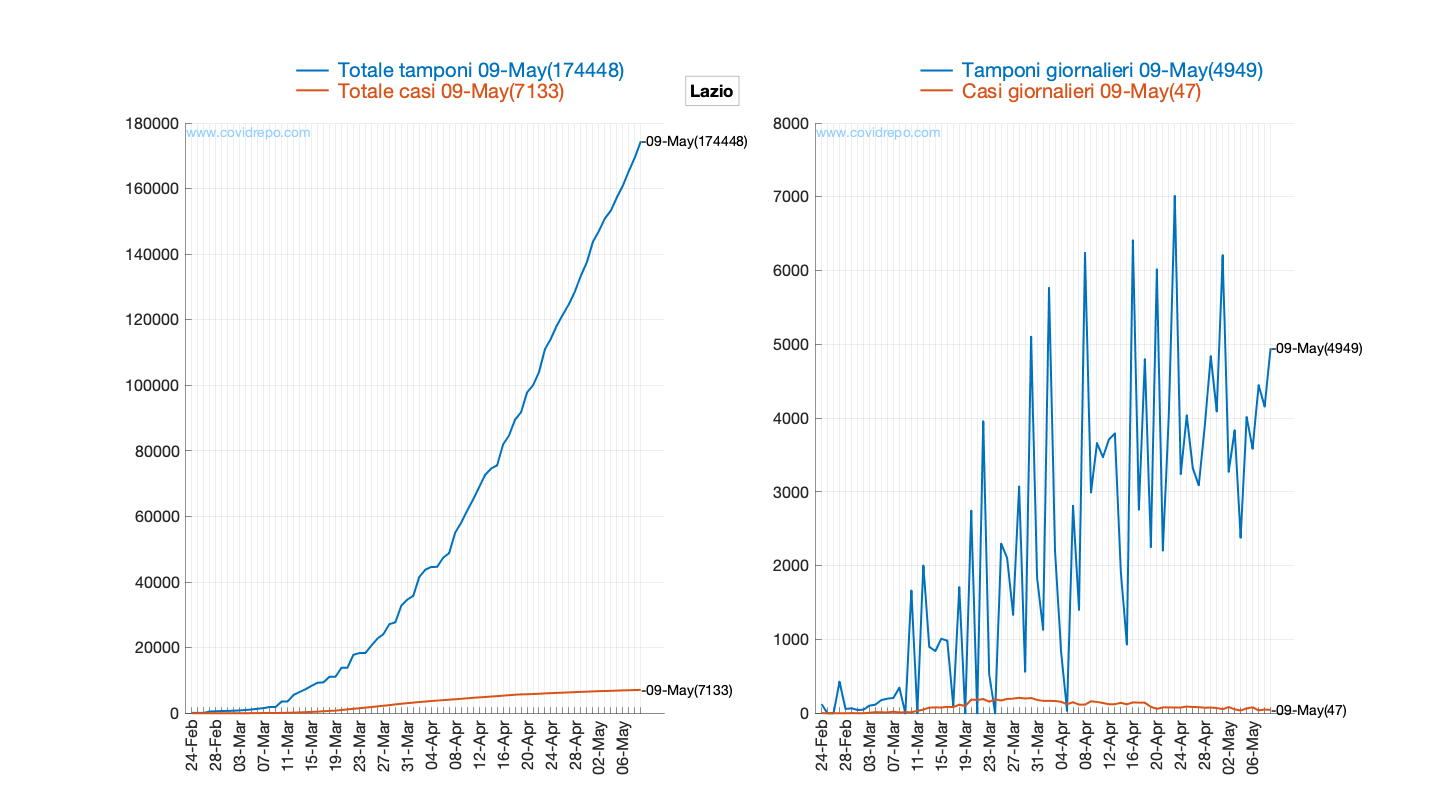 Totale tamponi 09-May(174448)
Totale casi 09-May(7133)
Lazio
Tamponi giornalieri 09-May(4949)
Casi giornalieri 09-May(47)
www.covidrepo.com
180000
160000
140000
120000
100000
80000
60000
40000
20000
0
09-May(174448)
09-May(7133)
24-Feb
28-Feb
03-Mar
07-Mar
11-Mar
15-Mar
19-Mar
23-Mar
27-Mar
31-Mar
04-Apr
08-Apr
12-Apr
16-Apr
20-Apr
24-Apr
28-Apr
02-May
06-May
www.covidrepo.com
8000
7000
6000
5000
4000
3000
2000
1000
0
09-May(4949)
09-May(47)
24-Feb
28-Feb
03-Mar
07-Mar
11-Mar
15-Mar
19-Mar
23-Mar
27-Mar
31-Mar
04-Apr
08-Apr
12-Apr
16-Apr
20-Apr
24-Apr
28-Apr
02-May
06-May